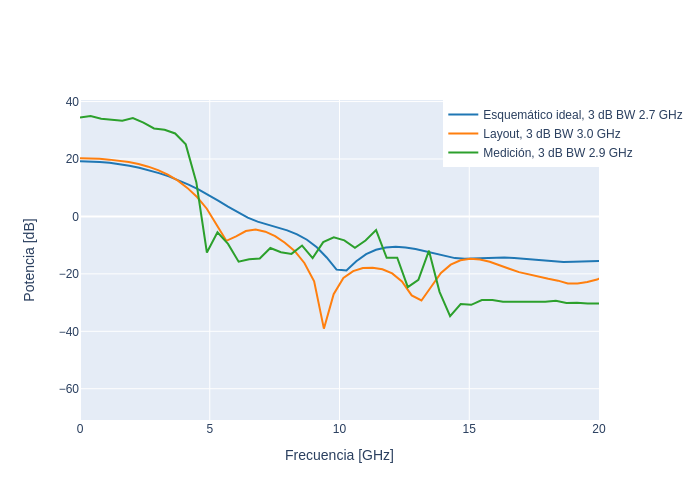 Esquemático ideal, 3 dB BW 2.7 GHz
Layout, 3 dB BW 3.0 GHz
Medición, 3 dB BW 2.9 GHz
Potencia [dB]
40
20
0
−20
−40
−60
0 5 10 15 20
Frecuencia [GHz]